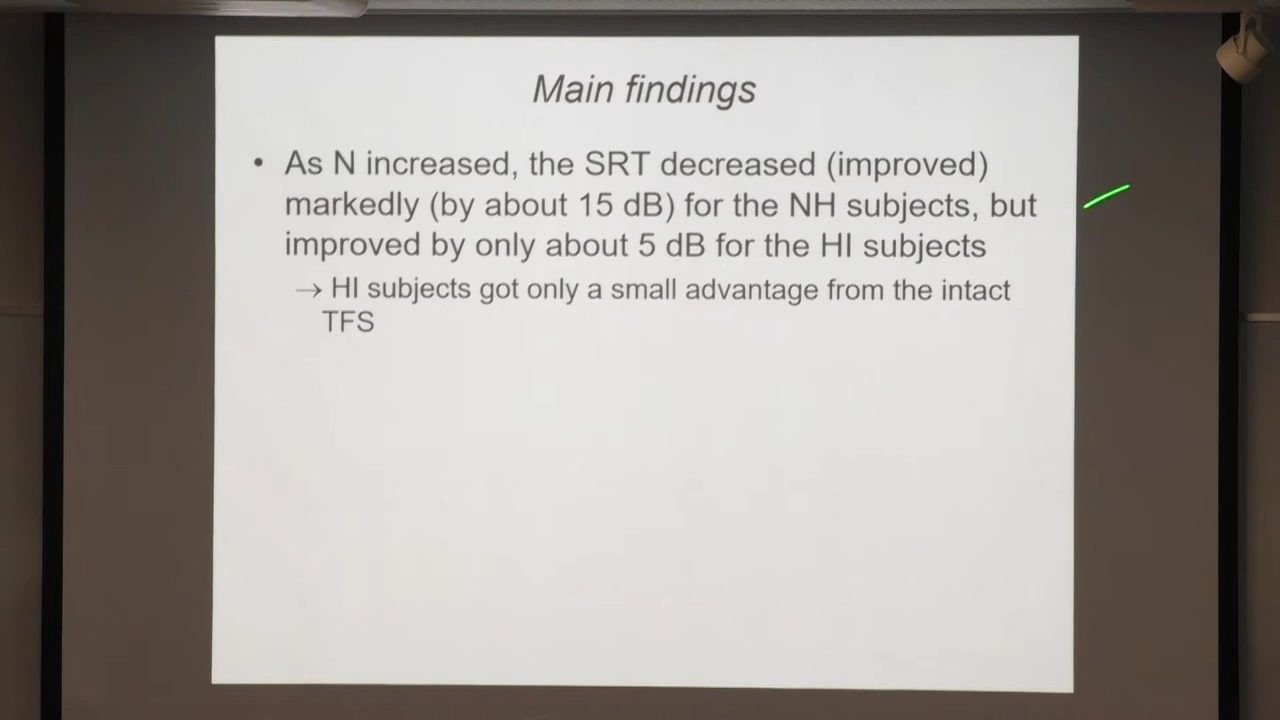 Main findings
• As N increased, the SRT decreased (improved)
markedly (by about 15 dB) for the NH subjects, but
improved by only about 5 dB for the HI subjects
→ HI subjects got only a small advantage from the intact
TFS